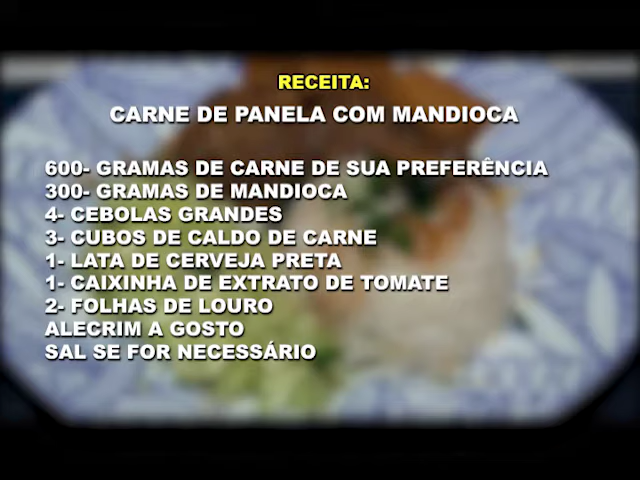 RECEITA:
CARNE DE PANELA COM MANDIOCA
600- GRAMAS DE CARNE DE SUA PREFERÊNCIA
300- GRAMAS DE MANDIOCA
4- CEBOLAS GRANDES
3- CUBOS DE CALDO DE CARNE
1- LATA DE CERVEJA PRETA
1- CAIXINHA DE EXTRATO DE TOMATE
2- FOLHAS DE LOURO
ALECRIM A GOSTO
SAL SE FOR NECESSÁRIO